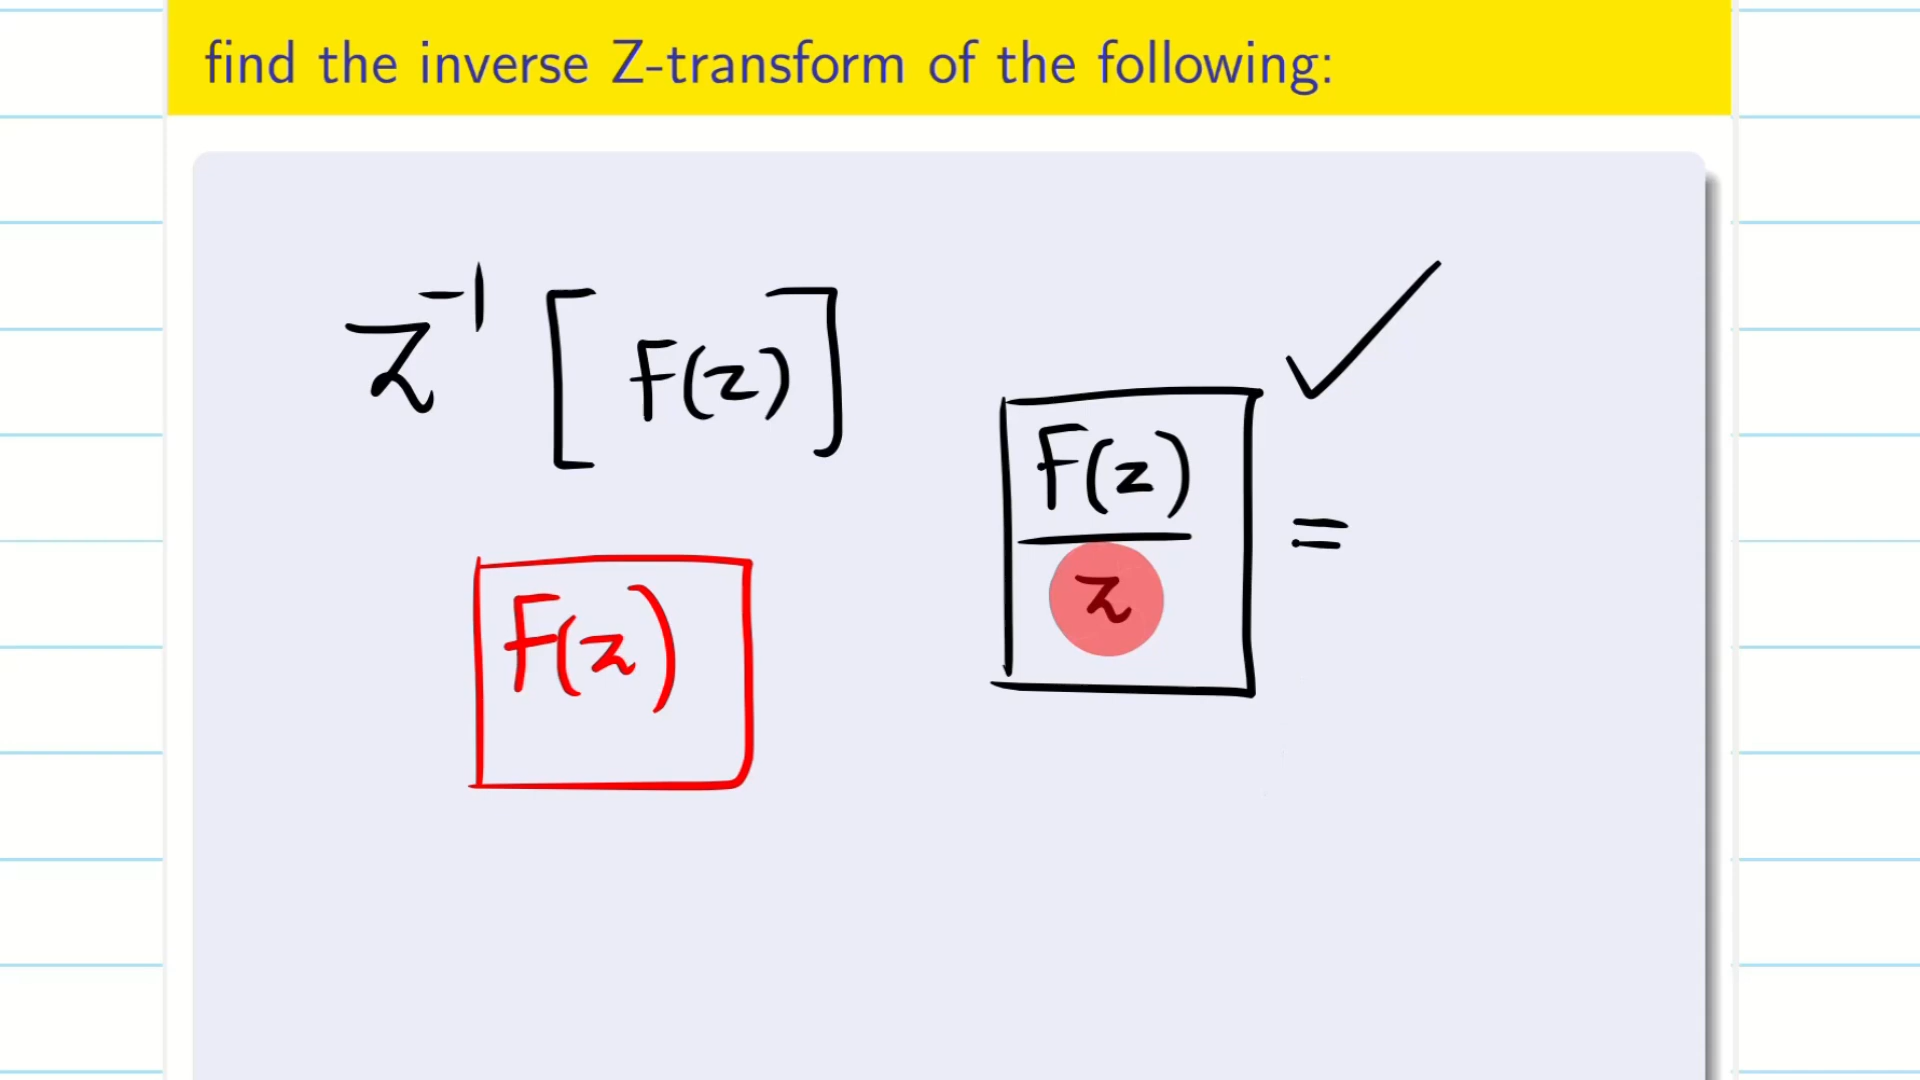 find the inverse Z-transform of the following:
z⁻¹ [F(z)]
F(z)/z =
F(z)